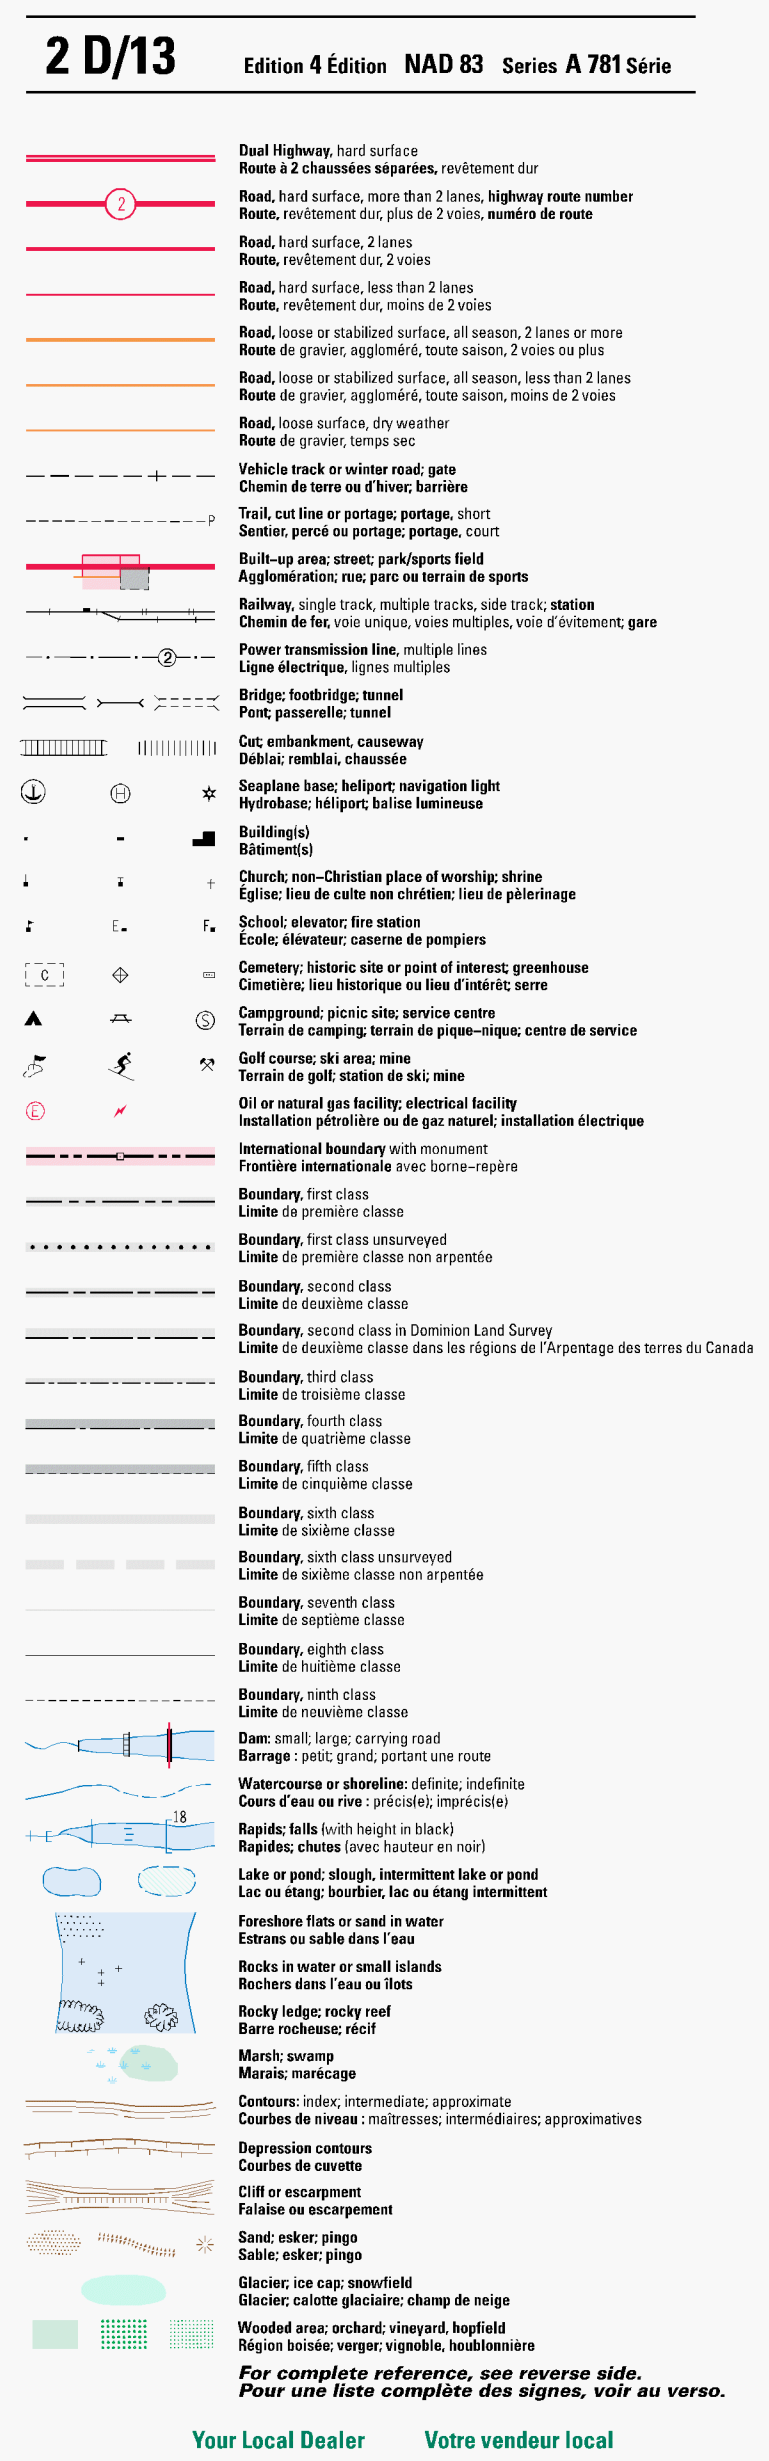 2 D/13 Edition 4 Édition NAD 83 Series A 781 Série
Dual Highway, hard surface
Route à 2 chaussées séparées, revêtement dur
2
Road, hard surface, more than 2 lanes, highway route number
Route, revêtement dur, plus de 2 voies, numéro de route
Road, hard surface, 2 lanes
Route, revêtement dur, 2 voies
Road, hard surface, less than 2 lanes
Route, revêtement dur, moins de 2 voies
Road, loose or stabilized surface, all season, 2 lanes or more
Route de gravier, aggloméré, toute saison, 2 voies ou plus
Road, loose or stabilized surface, all season, less than 2 lanes
Route de gravier, aggloméré, toute saison, moins de 2 voies
Road, loose surface, dry weather
Route de gravier, temps sec
Vehicle track or winter road; gate
Chemin de terre ou d'hiver; barrière
P
Trail, cut line or portage; portage, short
Sentier, percé ou portage; portage, court
Built-up area; street; park/sports field
Agglomération; rue; parc ou terrain de sports
Railway, single track, multiple tracks, side track; station
Chemin de fer, voie unique, voies multiples, voie d'évitement; gare
2
Power transmission line, multiple lines
Ligne électrique, lignes multiples
Bridge; footbridge; tunnel
Pont; passerelle; tunnel
Cut; embankment, causeway
Déblai; remblai, chaussée
H
Seaplane base; heliport; navigation light
Hydrobase; héliport; balise lumineuse
Building(s)
Bâtiment(s)
Church; non-Christian place of worship; shrine
Église; lieu de culte non chrétien; lieu de pèlerinage
E F
School; elevator; fire station
École; élévateur; caserne de pompiers
C
Cemetery; historic site or point of interest; greenhouse
Cimetière; lieu historique ou lieu d'intérêt; serre
S
Campground; picnic site; service centre
Terrain de camping; terrain de pique-nique; centre de service
Golf course; ski area; mine
Terrain de golf; station de ski; mine
E
Oil or natural gas facility; electrical facility
Installation pétrolière ou de gaz naturel; installation électrique
International boundary with monument
Frontière internationale avec borne-repère
Boundary, first class
Limite de première classe
Boundary, first class unsurveyed
Limite de première classe non arpentée
Boundary, second class
Limite de deuxième classe
Boundary, second class in Dominion Land Survey
Limite de deuxième classe dans les régions de l'Arpentage des terres du Canada
Boundary, third class
Limite de troisième classe
Boundary, fourth class
Limite de quatrième classe
Boundary, fifth class
Limite de cinquième classe
Boundary, sixth class
Limite de sixième classe
Boundary, sixth class unsurveyed
Limite de sixième classe non arpentée
Boundary, seventh class
Limite de septième classe
Boundary, eighth class
Limite de huitième classe
Boundary, ninth class
Limite de neuvième classe
Dam: small; large; carrying road
Barrage : petit; grand; portant une route
Watercourse or shoreline: definite; indefinite
Cours d'eau ou rive : précis(e); imprécis(e)
18
Rapids; falls (with height in black)
Rapides; chutes (avec hauteur en noir)
Lake or pond; slough, intermittent lake or pond
Lac ou étang; bourbier, lac ou étang intermittent
Foreshore flats or sand in water
Estrans ou sable dans l'eau
Rocks in water or small islands
Rochers dans l'eau ou îlots
Rocky ledge; rocky reef
Barre rocheuse; récif
Marsh; swamp
Marais; marécage
Contours: index; intermediate; approximate
Courbes de niveau : maîtresses; intermédiaires; approximatives
Depression contours
Courbes de cuvette
Cliff or escarpment
Falaise ou escarpement
Sand; esker; pingo
Sable; esker; pingo
Glacier; ice cap; snowfield
Glacier; calotte glaciaire; champ de neige
Wooded area; orchard; vineyard, hopfield
Région boisée; verger; vignoble, houblonnière
For complete reference, see reverse side.
Pour une liste complète des signes, voir au verso.
Your Local Dealer Votre vendeur local